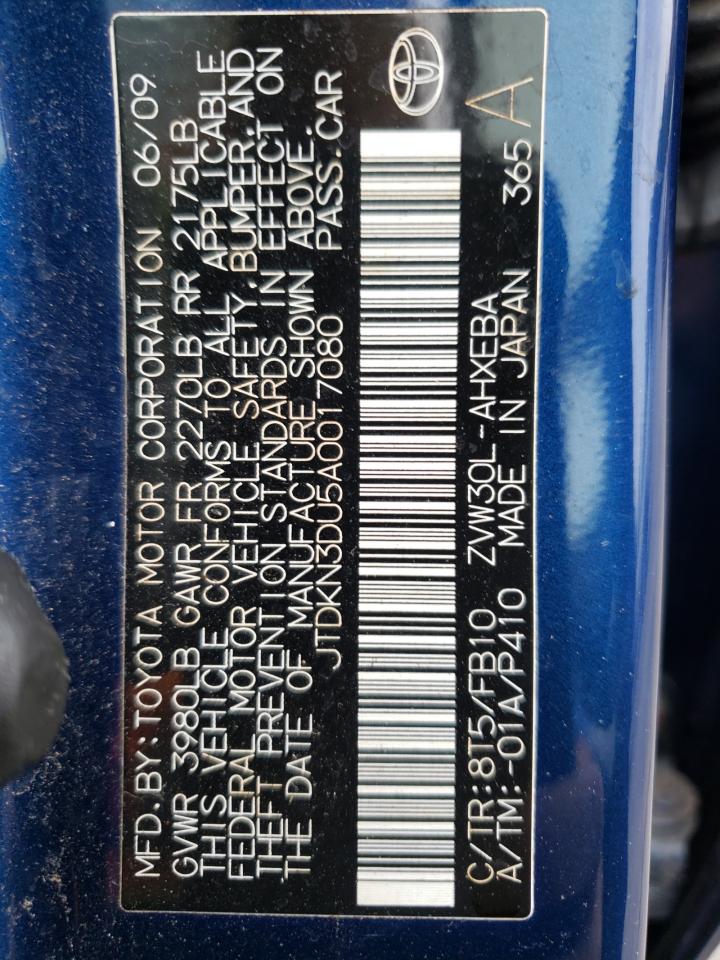 MFD. BY: TOYOTA MOTOR CORPORATION 06/09
GVWR 3980LB GAWR FR 2270LB RR 2175LB
THIS VEHICLE CONFORMS TO ALL APPLICABLE
FEDERAL MOTOR VEHICLE SAFETY, BUMPER, AND
THEFT PREVENTION STANDARDS IN EFFECT ON
THE DATE OF MANUFACTURE SHOWN ABOVE.
JTDKN3DU5A0017080 PASS. CAR
C/TR: 8T5/FB10 ZVW30L-AHXEBA
A/TM: -01A/P410 MADE IN JAPAN 365 A